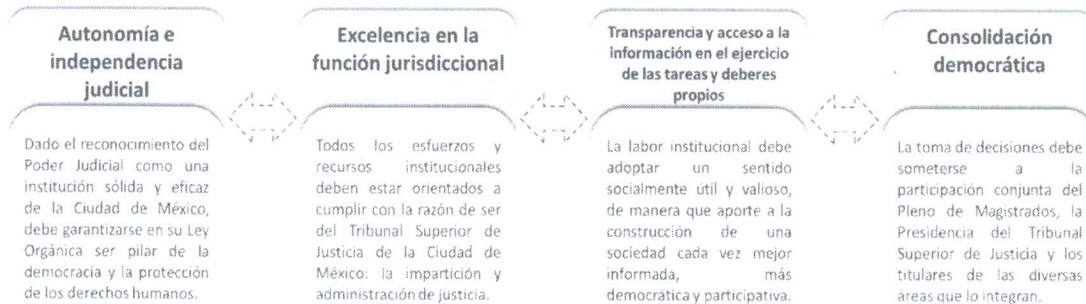 Autonomía e
independencia
judicial
Dado el reconocimiento del
Poder Judicial como una
institución sólida y eficaz
de la Ciudad de México,
debe garantizarse en su Ley
Orgánica ser pilar de la
democracia y la protección
de los derechos humanos.
Excelencia en la
función jurisdiccional
Todos los esfuerzos y
recursos institucionales
deben estar orientados a
cumplir con la razón de ser
del Tribunal Superior de
Justicia de la Ciudad de
México: la impartición y
administración de justicia.
Transparencia y acceso a la
información en el ejercicio
de las tareas y deberes
propios
La labor institucional debe
adoptar un sentido
socialmente útil y valioso,
de manera que aporte a la
construcción de una
sociedad cada vez mejor
informada, más
democrática y participativa.
Consolidación
democrática
La toma de decisiones debe
someterse a la
participación conjunta del
Pleno de Magistrados, la
Presidencia del Tribunal
Superior de Justicia y los
titulares de las diversas
áreas que lo integran.